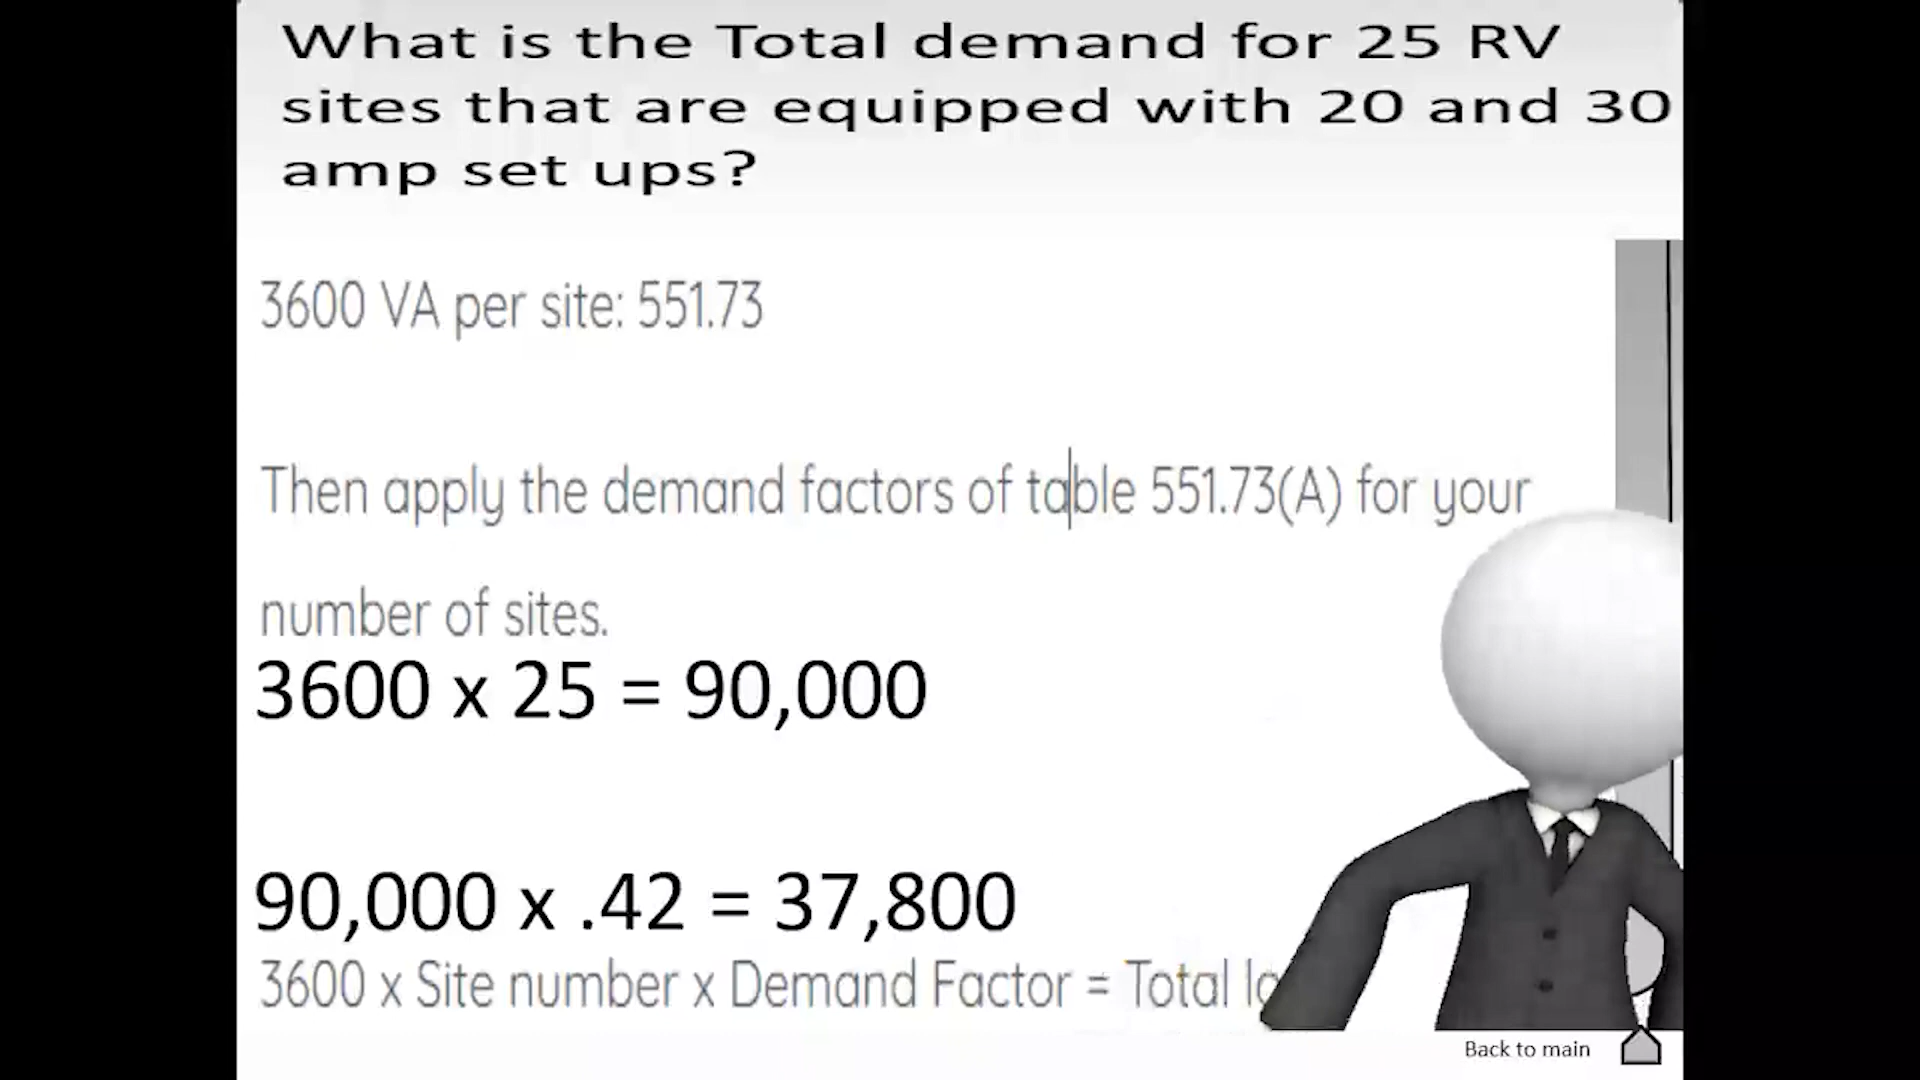 What is the Total demand for 25 RV
sites that are equipped with 20 and 30
amp set ups?
3600 VA per site: 551.73
Then apply the demand factors of table 551.73(A) for your
number of sites.
3600 x 25 = 90,000
90,000 x .42 = 37,800
3600 x Site number x Demand Factor = Total
Back to main